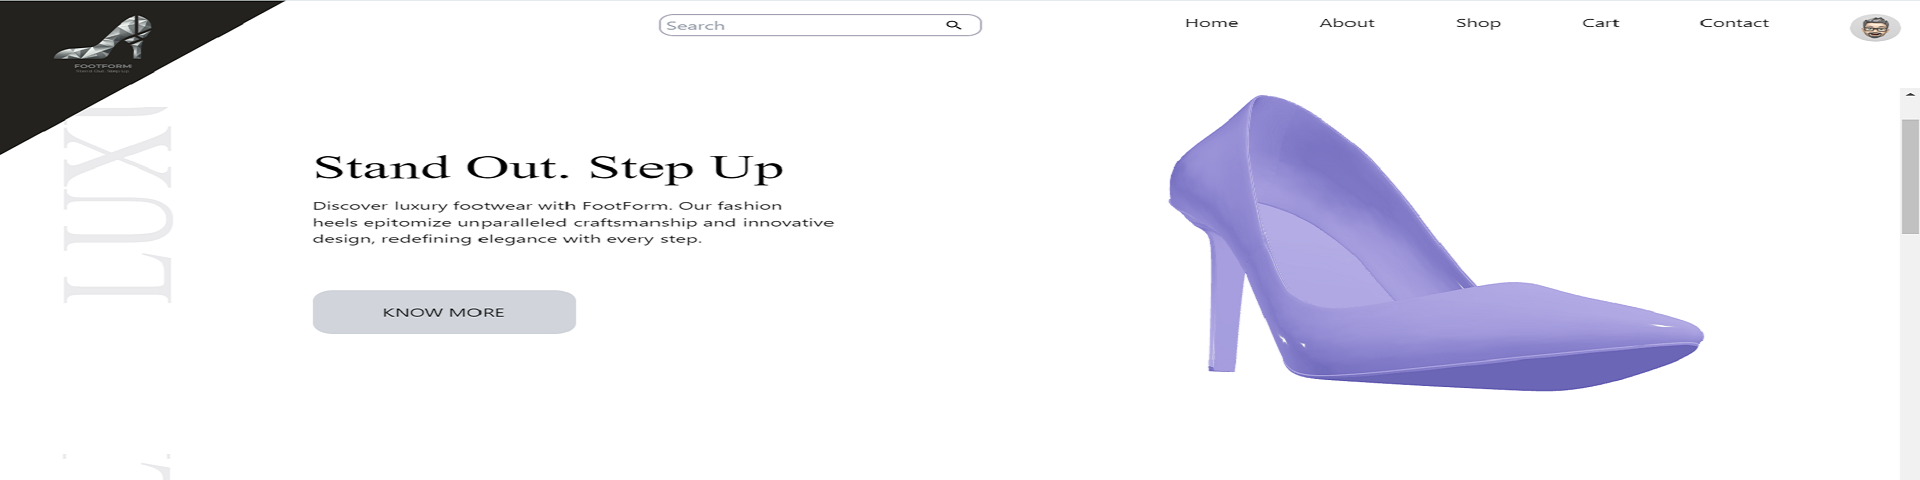 FOOTFORM
Stand Out. Step Up
Search
Home
About
Shop
Cart
Contact
LUXU
Stand Out. Step Up
Discover luxury footwear with FootForm. Our fashion
heels epitomize unparalleled craftsmanship and innovative
design, redefining elegance with every step.
KNOW MORE